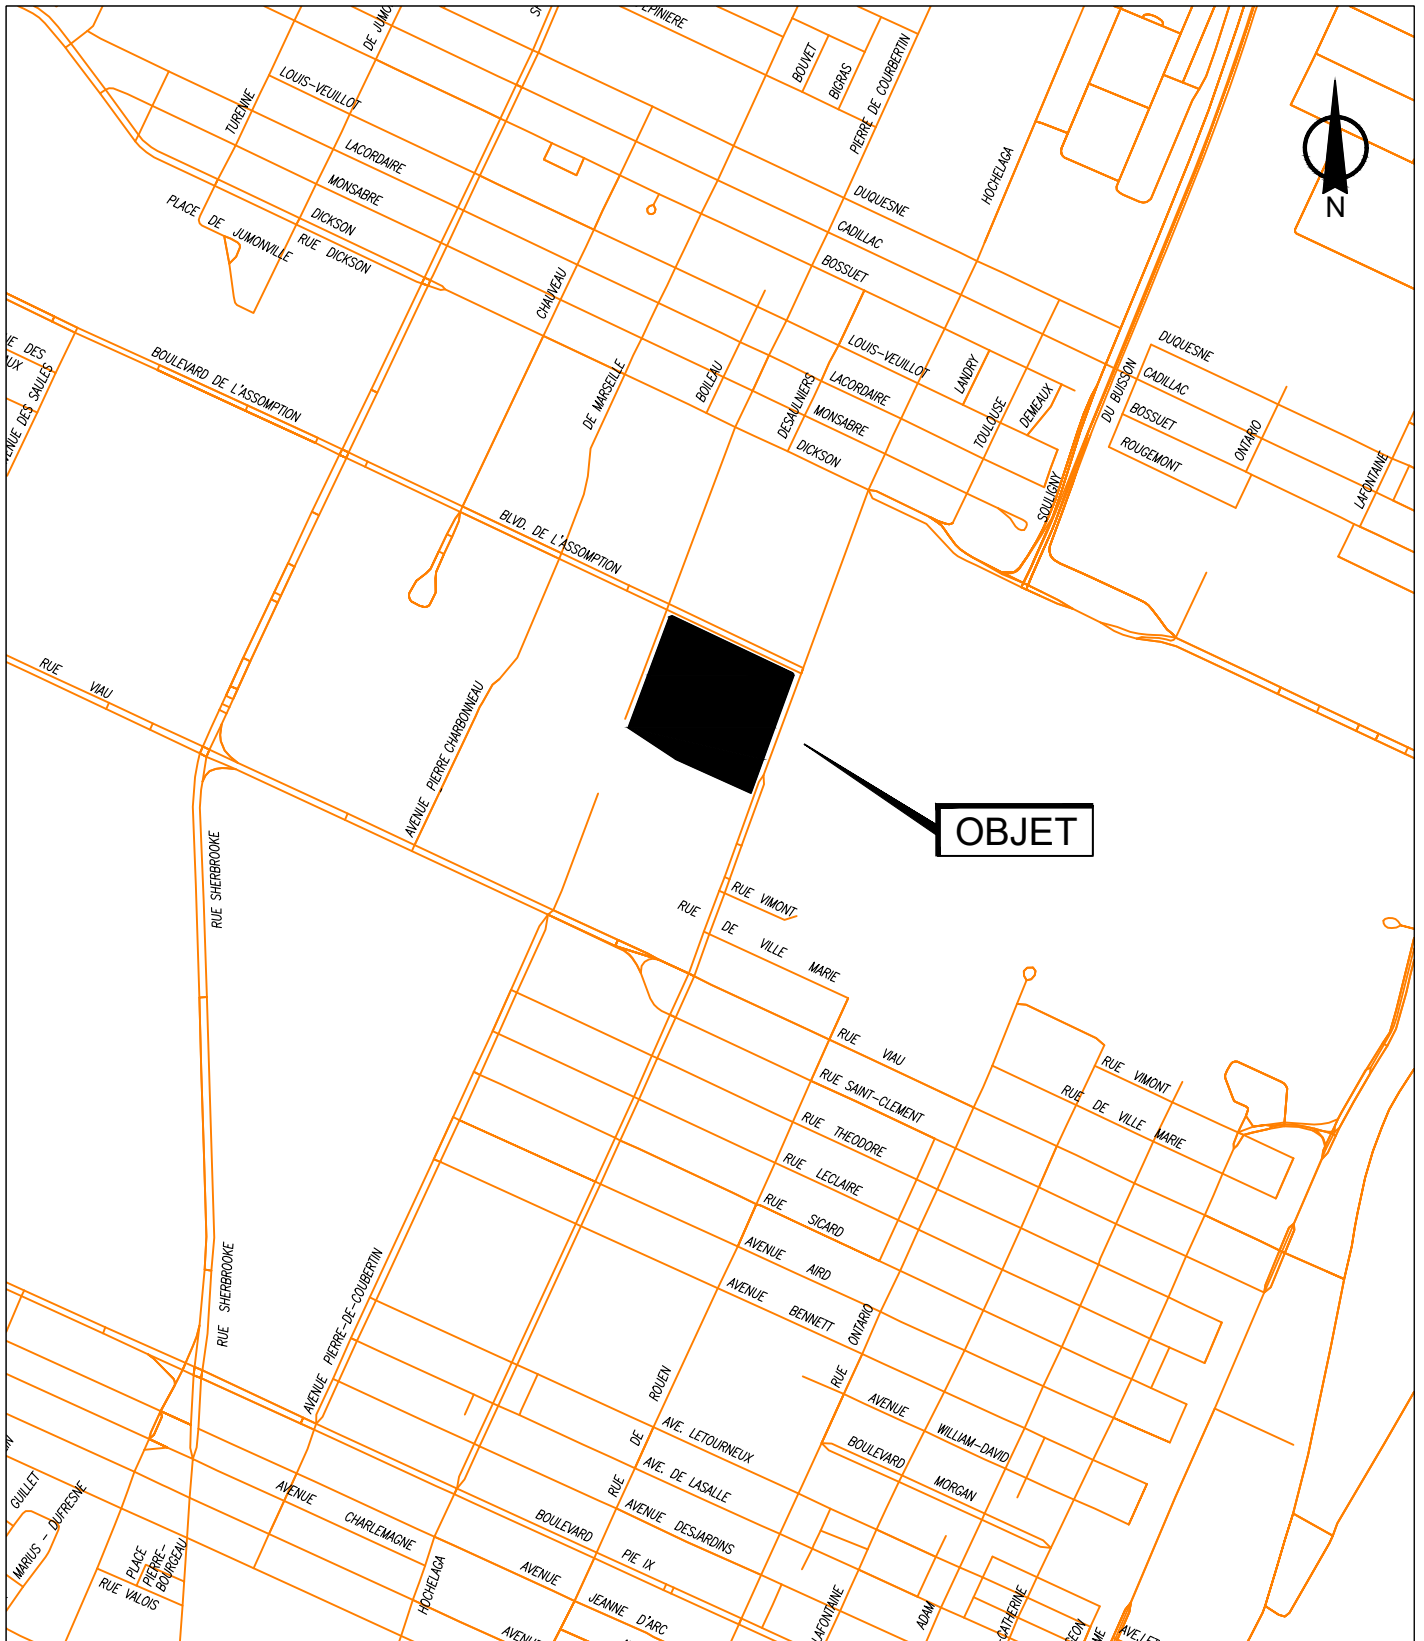 BOUVET
BIGRAS
PIERRE DE COURBERTIN
LOUIS-VEUILLOT
TURENNE
LACORDAIRE
MONSABRE
DICKSON
RUE DICKSON
PLACE DE JUMONVILLE
HOCHELAGA
DUQUESNE
CADILLAC
BOSSUET
N
CHAUVEAU
DE MARSEILLE
BOILEAU
DESAULNIERS
LOUIS-VEUILLOT
LACORDAIRE
MONSABRE
DICKSON
LANDRY
TOULOUSE
DEMEAUX
SOULIGNY
DU BUISSON
DUQUESNE
CADILLAC
BOSSUET
ROUGEMONT
ONTARIO
LAFONTAINE
BOULEVARD DE L'ASSOMPTION
BLVD. DE L'ASSOMPTION
RUE VIAU
AVENUE PIERRE CHARBONNEAU
OBJET
RUE SHERBROOKE
RUE VIMONT
RUE DE VILLE MARIE
RUE VIAU
RUE SAINT-CLEMENT
RUE THEODORE
RUE LECLAIRE
RUE SICARD
AVENUE AIRD
AVENUE BENNETT
RUE VIMONT
RUE DE VILLE MARIE
RUE SHERBROOKE
AVENUE PIERRE-DE-COUBERTIN
RUE DE ROUEN
RUE ONTARIO
AVE. LETOURNEUX
AVE. DE LASALLE
AVENUE DESJARDINS
AVENUE WILLIAM-DAVID
BOULEVARD MORGAN
BOULEVARD PIE IX
AVENUE CHARLEMAGNE
AVENUE JEANNE D'ARC
GUILLET
MARIUS - DUFRESNE
PLACE
PIERRE-
BOURGEAU
RUE VALOIS
HOCHELAGA
LAFONTAINE
ADAM